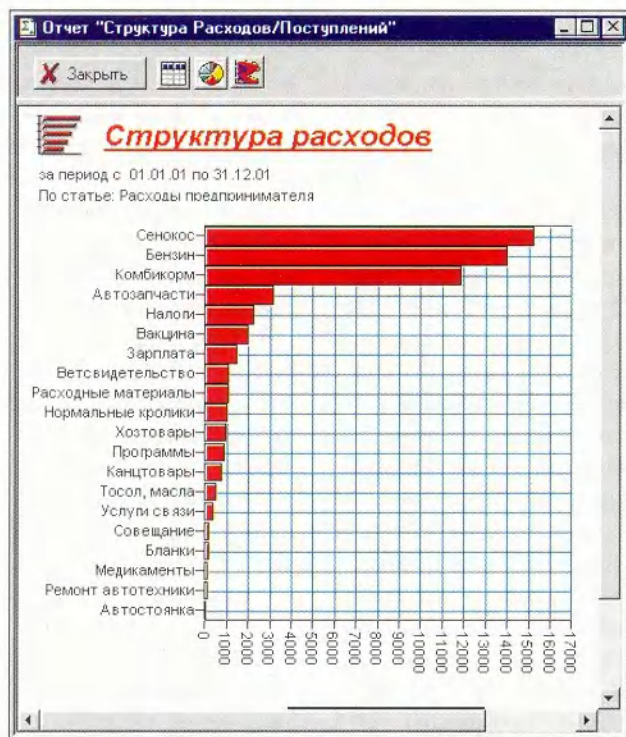 Отчет "Структура Расходов/Поступлений"
Закрыть
Структура расходов
за период с 01.01.01 по 31.12.01
По статье: Расходы предпринимателя
Сенокос
Бензин
Комбикорм
Автозапчасти
Налоги
Вакцина
Зарплата
Ветсвидетельство
Расходные материалы
Нормальные кролики
Хозтовары
Программы
Канцтовары
Тосол, масла
Услуги связи
Совещание
Бланки
Медикаменты
Ремонт автотехники
Автостоянка
0
1000
2000
3000
4000
5000
6000
7000
8000
9000
10000
11000
12000
13000
14000
15000
16000
17000